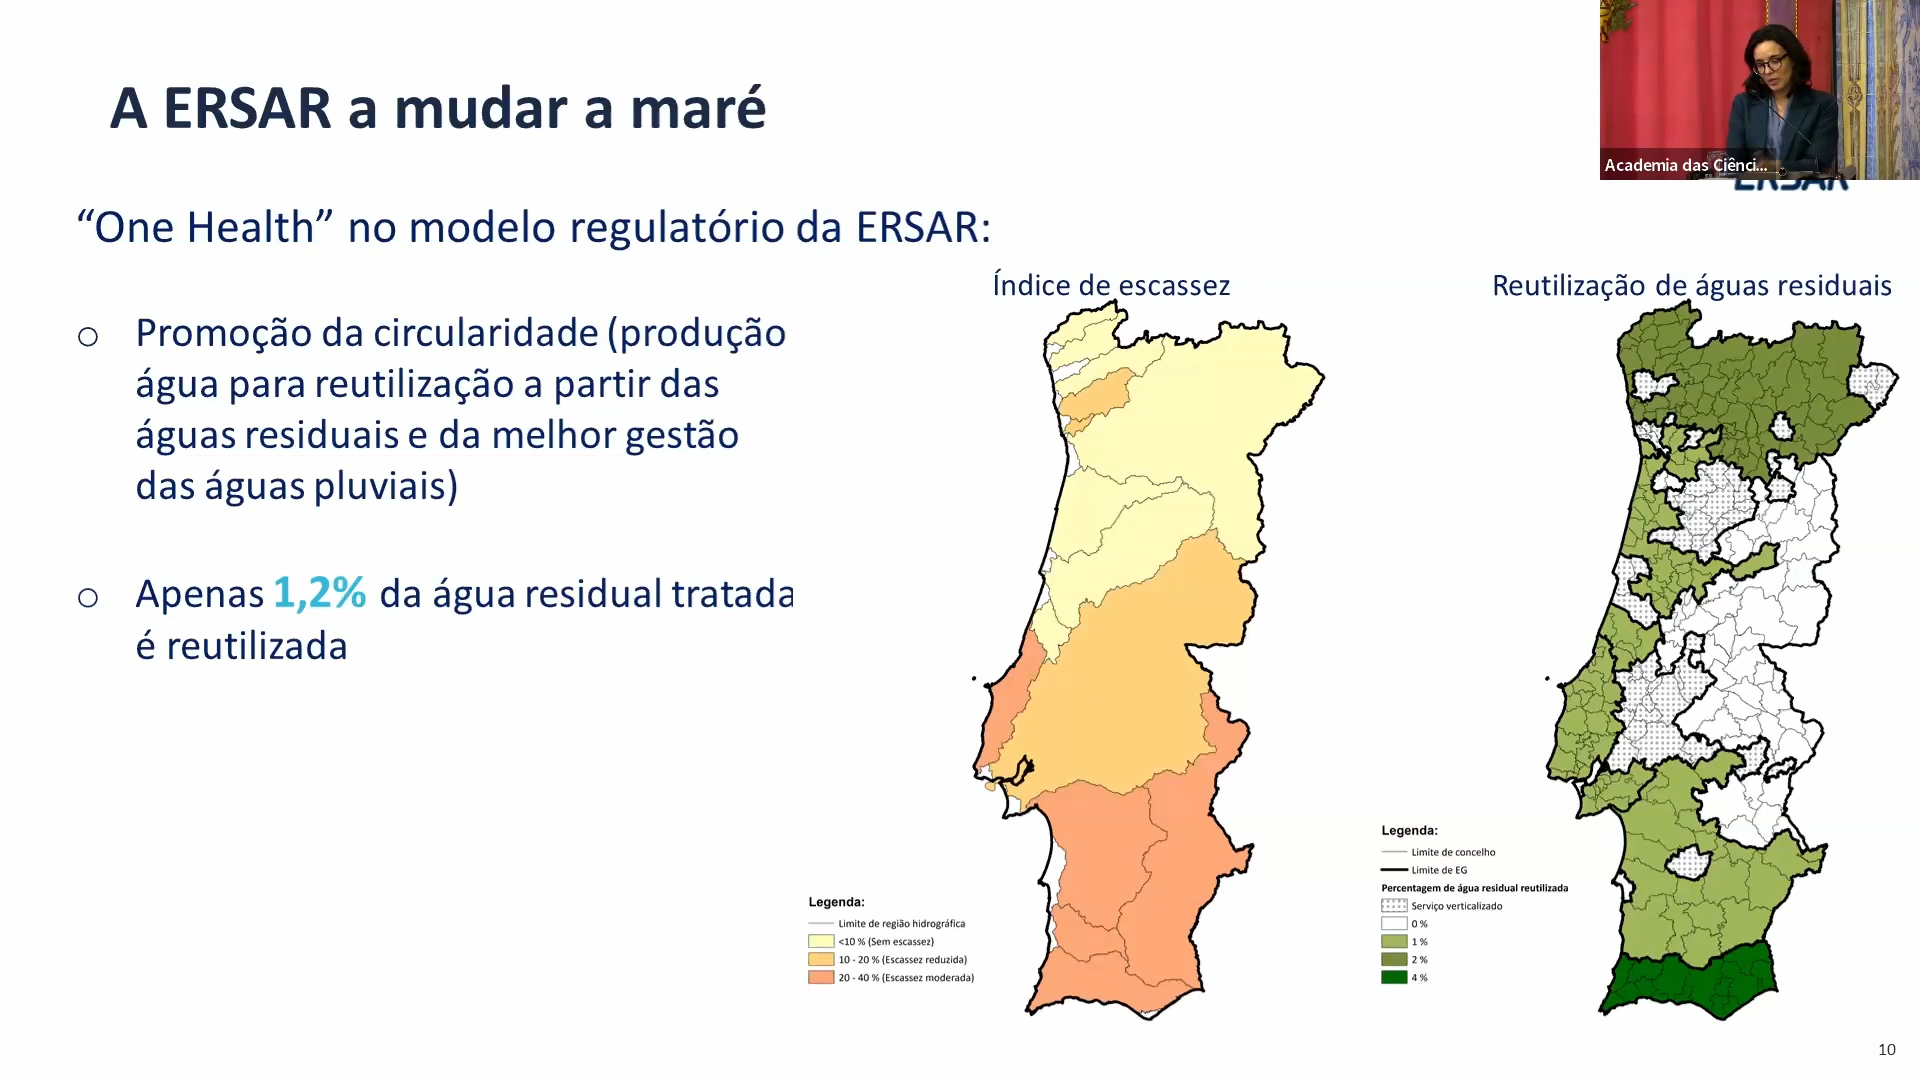 A ERSAR a mudar a maré
Academia das Ciênci...
ERSAR
“One Health” no modelo regulatório da ERSAR:
o Promoção da circularidade (produção
água para reutilização a partir das
águas residuais e da melhor gestão
das águas pluviais)
o Apenas 1,2% da água residual tratada
é reutilizada
Índice de escassez
Legenda:
Limite de região hidrográfica
<10 % (Sem escassez)
10 - 20 % (Escassez reduzida)
20 - 40 % (Escassez moderada)
Reutilização de águas residuais
Legenda:
Limite de concelho
Limite de EG
Percentagem de água residual reutilizada
Serviço verticalizado
0 %
1 %
2 %
4 %
10